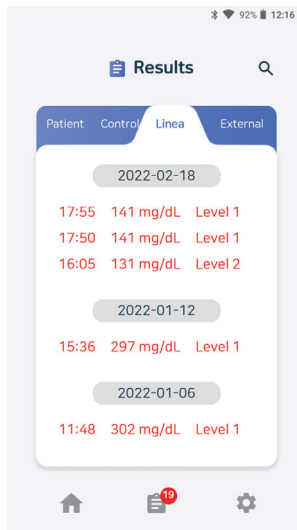 92% 12:16
Results
Patient Control Linea External
2022-02-18
17:55 141 mg/dL Level 1
17:50 141 mg/dL Level 1
16:05 131 mg/dL Level 2
2022-01-12
15:36 297 mg/dL Level 1
2022-01-06
11:48 302 mg/dL Level 1
19